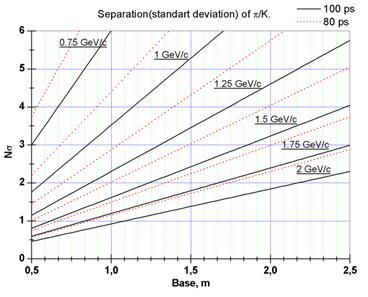 Separation(standart deviation) of π/K.
100 ps
80 ps
6
5
4
3
2
1
0
Nσ
0.75 GeV/c
1 GeV/c
1.25 GeV/c
1.5 GeV/c
1.75 GeV/c
2 GeV/c
0,5
1,0
1,5
2,0
2,5
Base, m